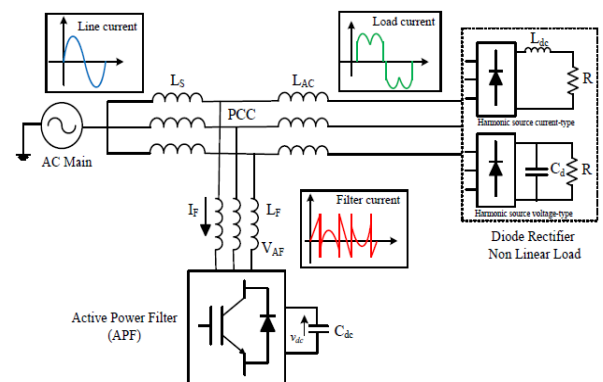 Line current
Load current
L_dc
R
L_S
L_AC
PCC
Harmonic source current-type
AC Main
C_d
R
Harmonic source voltage-type
I_F
L_F
Filter current
V_AF
Diode Rectifier
Non Linear Load
Active Power Filter
(APF)
v_dc
C_dc